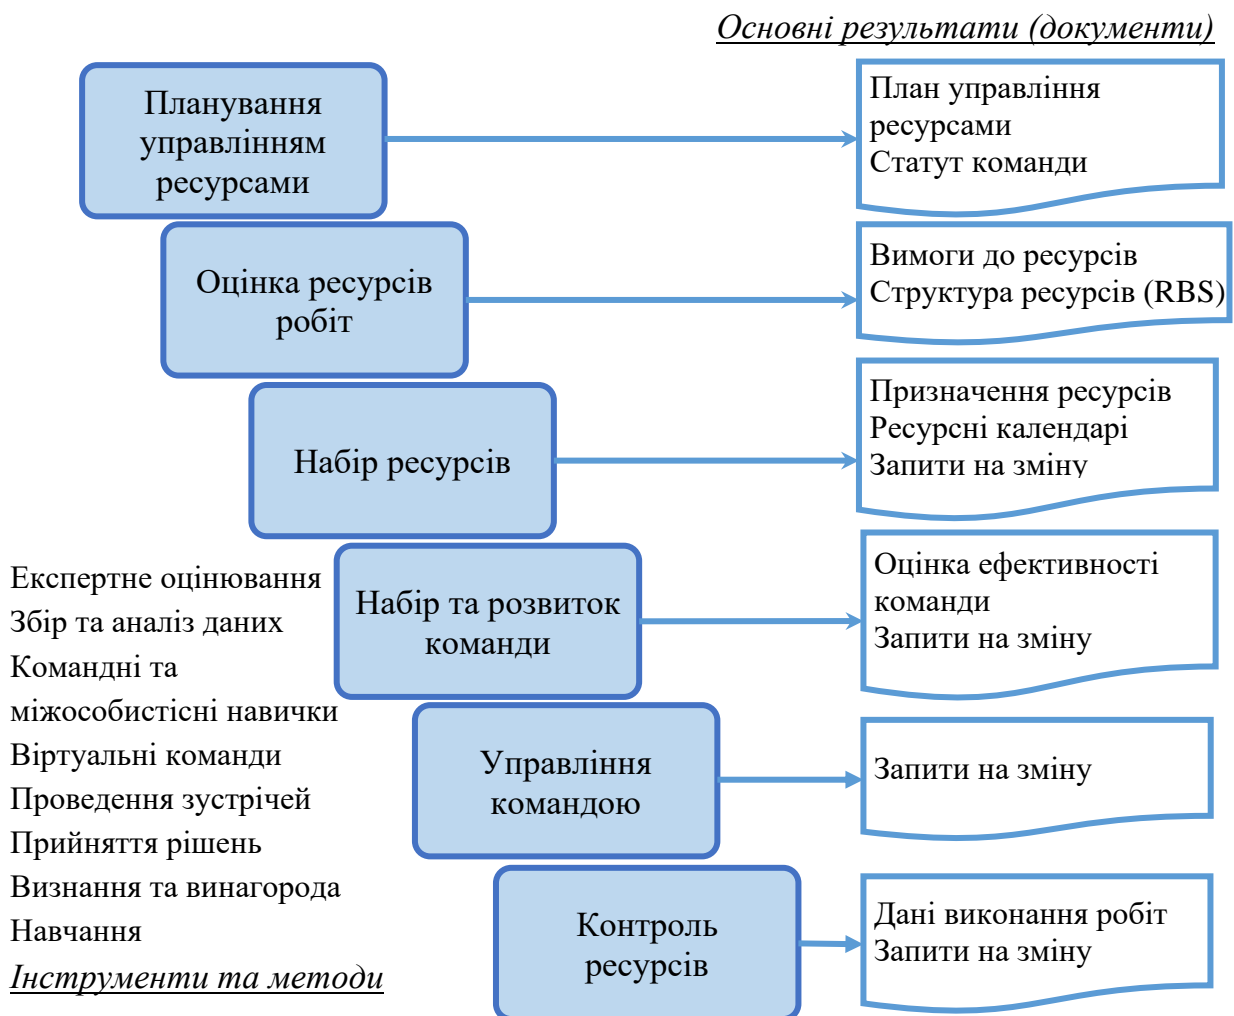 Основні результати (документи)
Планування
управлінням
ресурсами
План управління
ресурсами
Статут команди
Оцінка ресурсів
робіт
Вимоги до ресурсів
Структура ресурсів (RBS)
Набір ресурсів
Призначення ресурсів
Ресурсні календарі
Запити на зміну
Набір та розвиток
команди
Оцінка ефективності
команди
Запити на зміну
Управління
командою
Запити на зміну
Контроль
ресурсів
Дані виконання робіт
Запити на зміну
Експертне оцінювання
Збір та аналіз даних
Командні та
міжособистісні навички
Віртуальні команди
Проведення зустрічей
Прийняття рішень
Визнання та винагорода
Навчання
Інструменти та методи